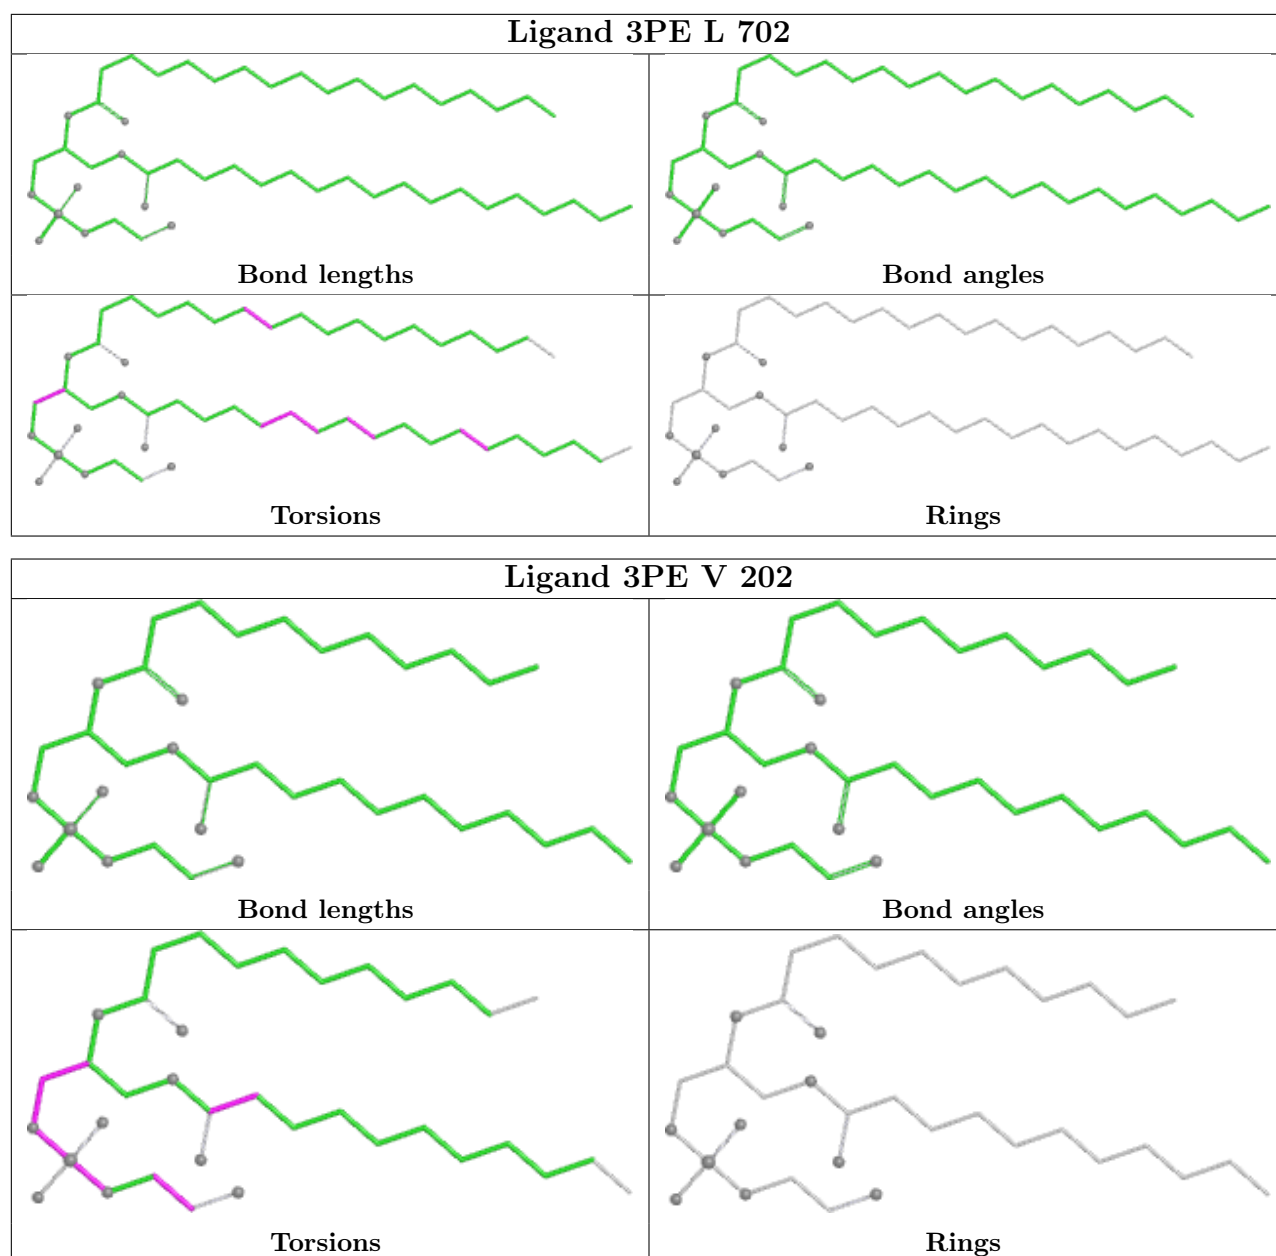 Ligand 3PE L 702
Bond lengths
Bond angles
Torsions
Rings
Ligand 3PE V 202
Bond lengths
Bond angles
Torsions
Rings